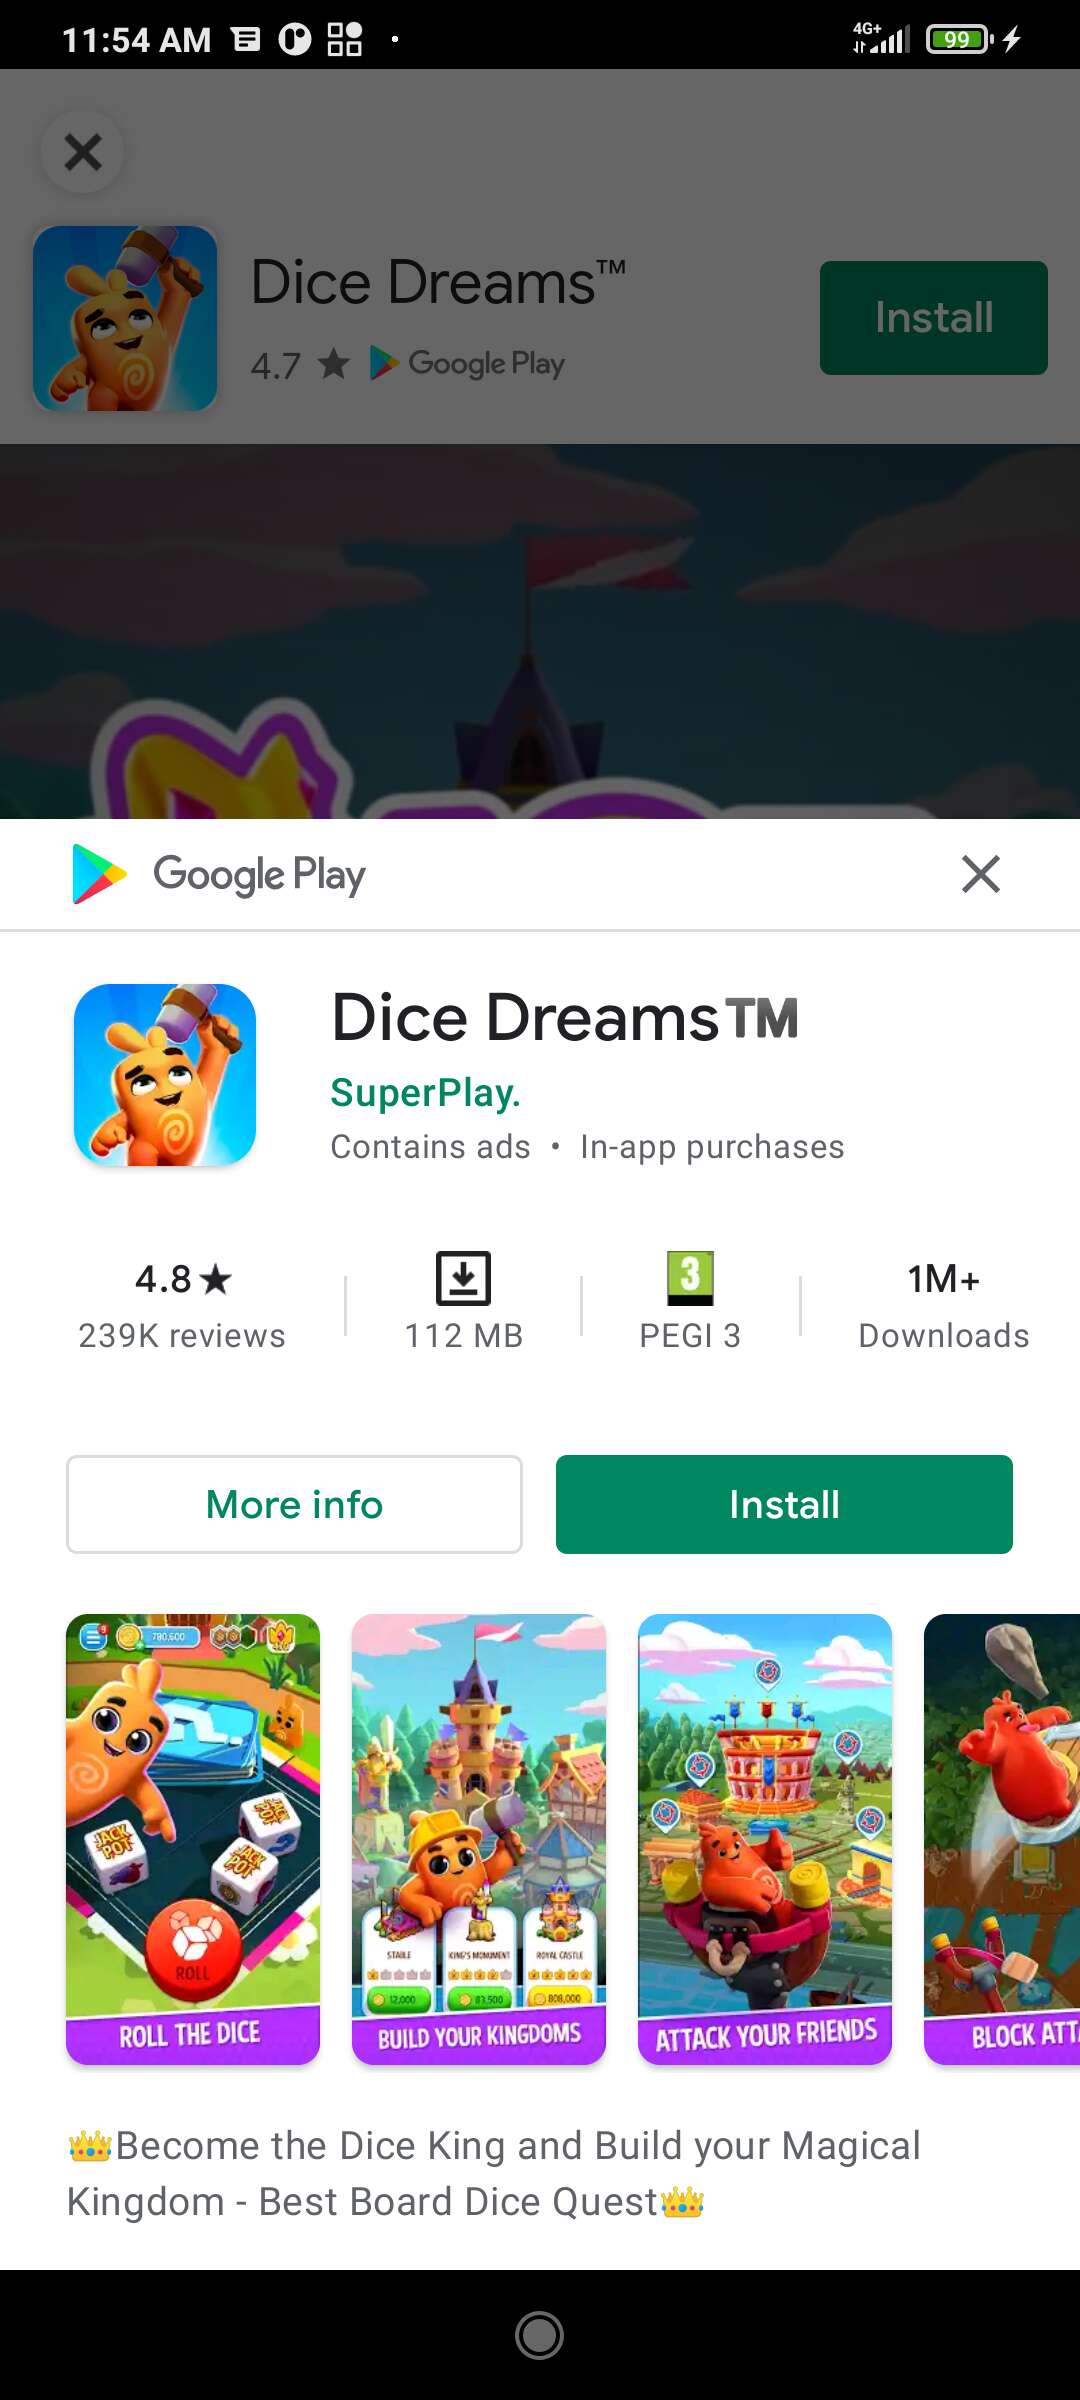 11:54 AM
4G+
99
Dice Dreams™
4.7 ★ Google Play
Install
Google Play
Dice Dreams™
SuperPlay.
Contains ads • In-app purchases
4.8★
239K reviews
112 MB
3
PEGI 3
1M+
Downloads
More info
Install
780,600
JACK POT
JACK POT
ROLL
ROLL THE DICE
STABLE
KING'S MONUMENT
ROYAL CASTLE
12,000
808,000
BUILD YOUR KINGDOMS
ATTACK YOUR FRIENDS
BLOCK ATTA
👑Become the Dice King and Build your Magical
Kingdom - Best Board Dice Quest👑